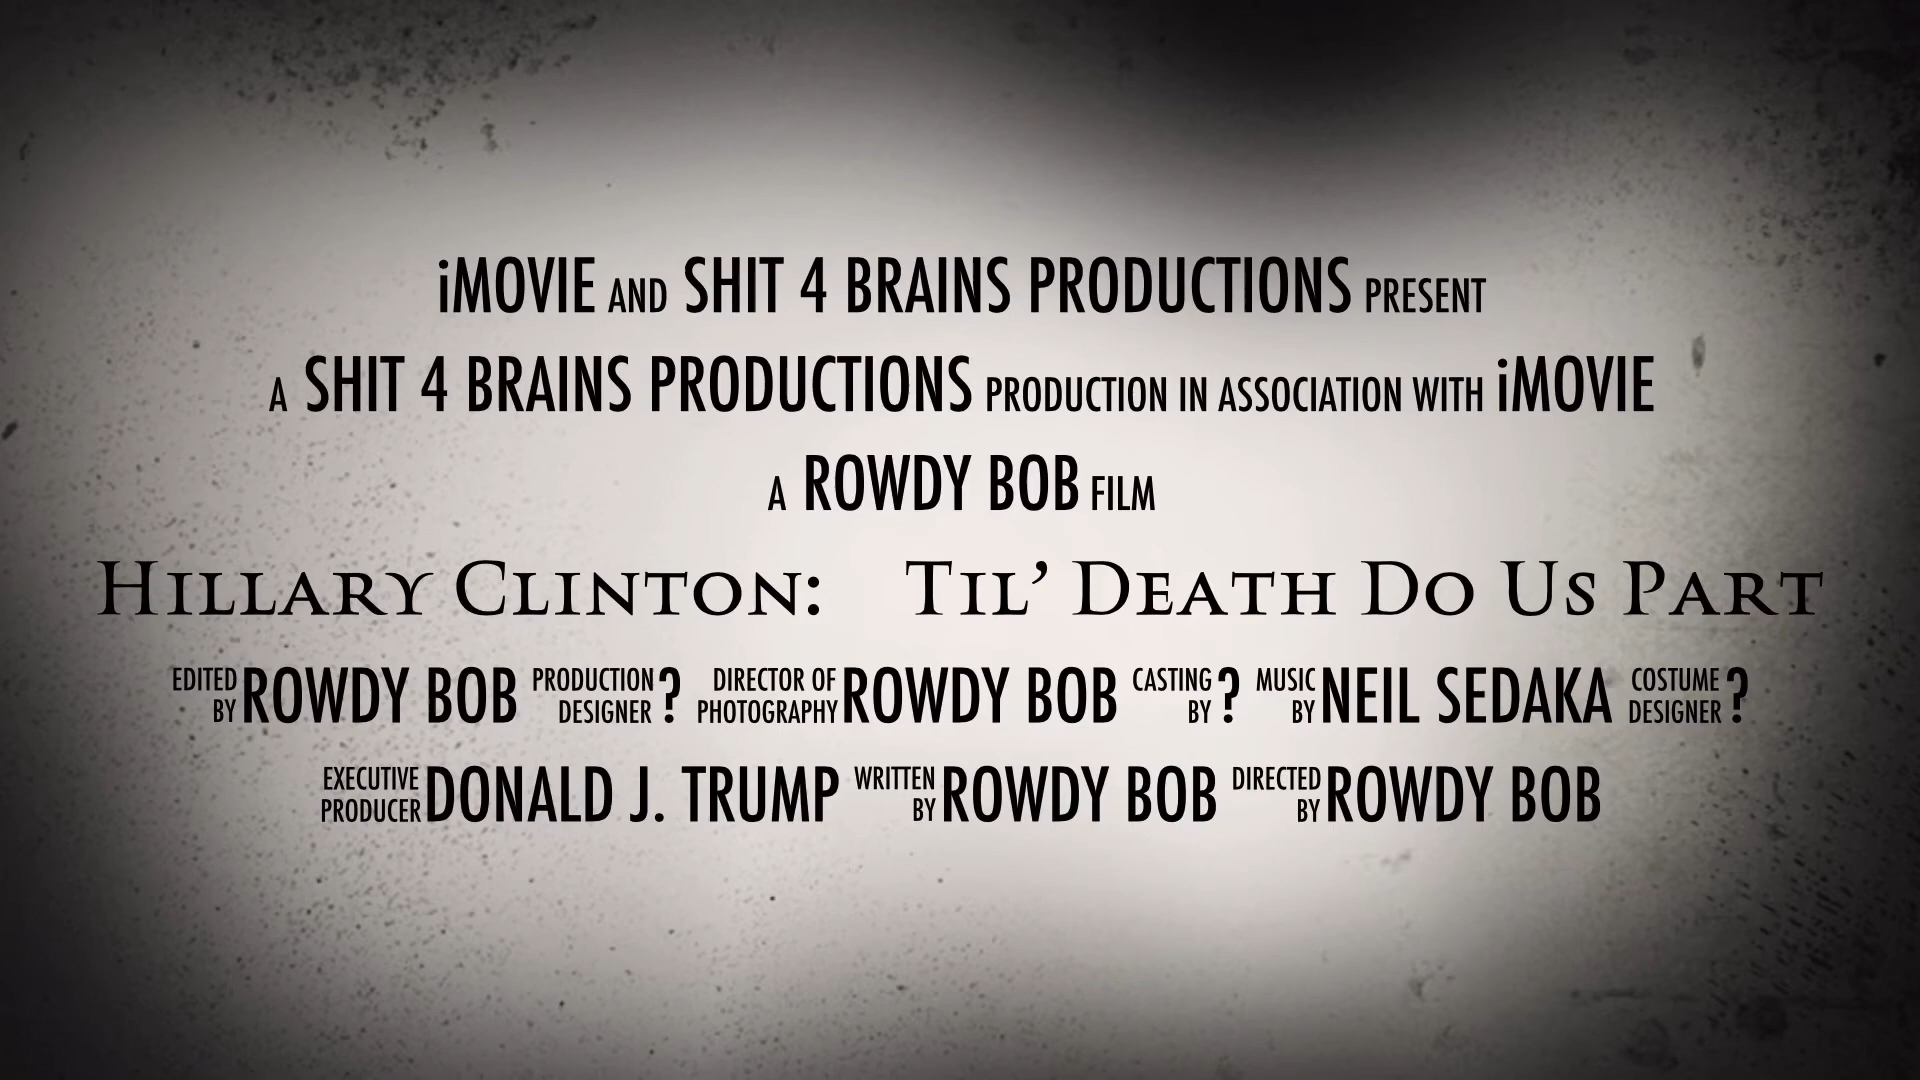 iMOVIE AND SHIT 4 BRAINS PRODUCTIONS PRESENT
A SHIT 4 BRAINS PRODUCTIONS PRODUCTION IN ASSOCIATION WITH iMOVIE
A ROWDY BOB FILM
HILLARY CLINTON: TIL' DEATH DO US PART
EDITED BY ROWDY BOB PRODUCTION DESIGNER ? DIRECTOR OF PHOTOGRAPHY ROWDY BOB CASTING BY ? MUSIC BY NEIL SEDAKA COSTUME DESIGNER ?
EXECUTIVE PRODUCER DONALD J. TRUMP WRITTEN BY ROWDY BOB DIRECTED BY ROWDY BOB